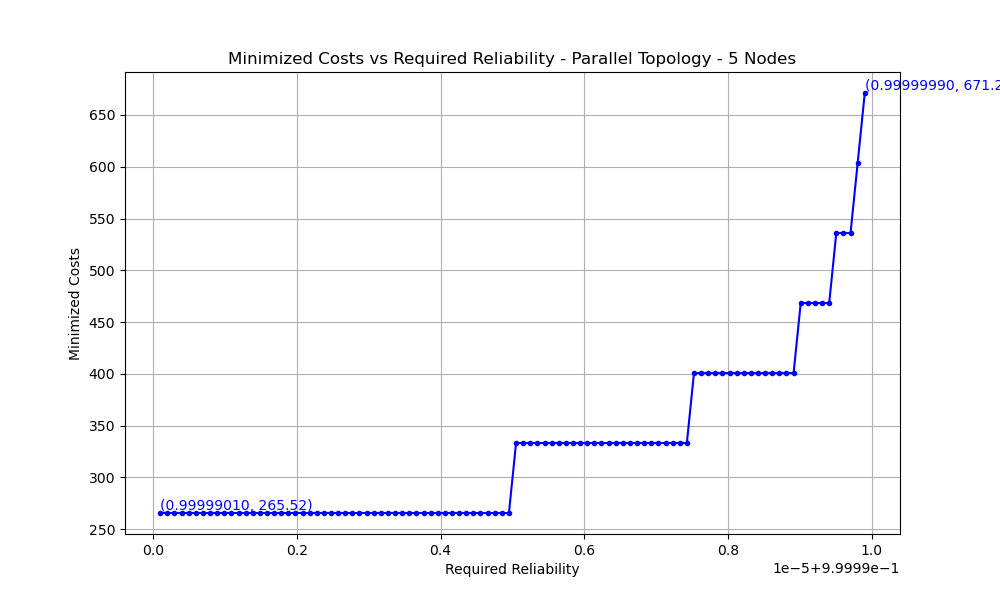 Minimized Costs vs Required Reliability - Parallel Topology - 5 Nodes
(0.99999990, 671.2
650
600
550
500
450
400
350
300
250
Minimized Costs
(0.99999010, 265.52)
0.0 0.2 0.4 0.6 0.8 1.0
Required Reliability
1e−5+9.9999e−1